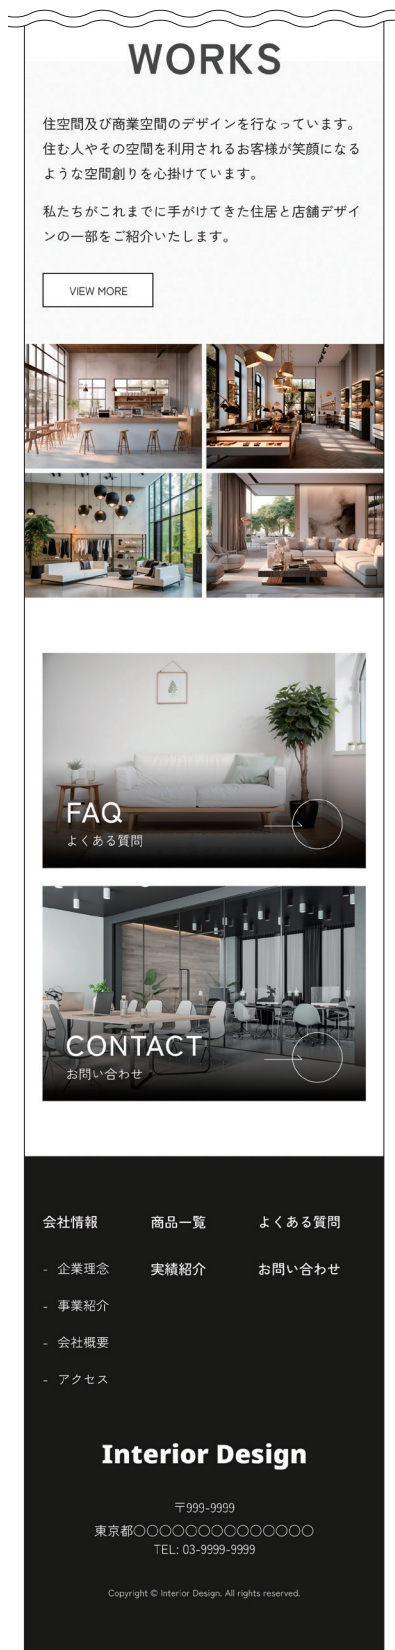 WORKS
住空間及び商業空間のデザインを行なっています。
住む人やその空間を利用されるお客様が笑顔になる
ような空間創りを心掛けています。
私たちがこれまでに手がけてきた住居と店舗デザイ
ンの一部をご紹介いたします。
VIEW MORE
FAQ
よくある質問
CONTACT
お問い合わせ
会社情報 商品一覧 よくある質問
- 企業理念 実績紹介 お問い合わせ
- 事業紹介
- 会社概要
- アクセス
Interior Design
〒999-9999
東京都〇〇〇〇〇〇〇〇〇〇〇〇〇〇
TEL: 03-9999-9999
Copyright © Interior Design. All rights reserved.